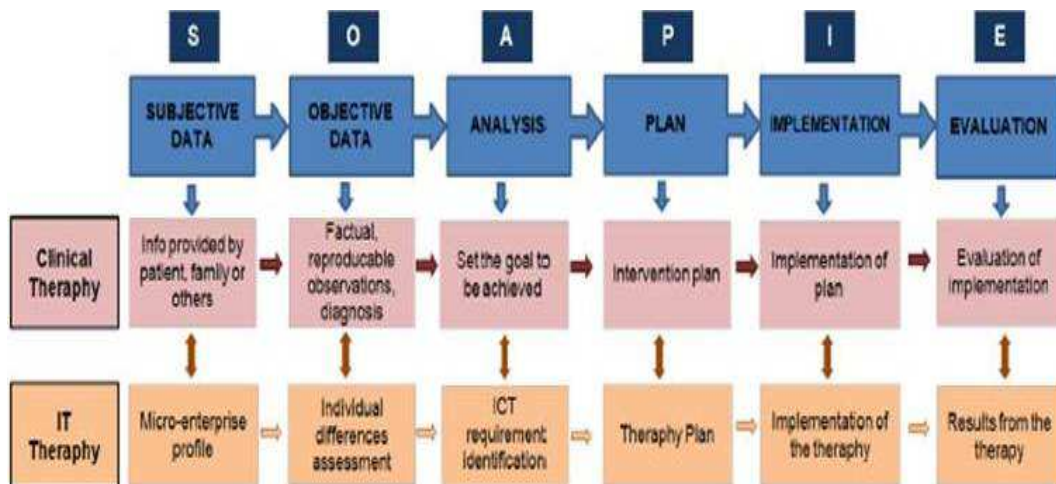 S
O
A
P
I
E
SUBJECTIVE
DATA
OBJECTIVE
DATA
ANALYSIS
PLAN
IMPLEMENTATION
EVALUATION
Clinical
Theraphy
Info provided by
patient, family or
others
Factual,
reproducable
observations,
diagnosis
Set the goal to
be achieved
Intervention plan
Implementation of
plan
Evaluation of
implementation
IT
Theraphy
Micro-enterprise
profile
Individual
differences
assessment
ICT
requirement
identification
Theraphy Plan
Implementation of
the theraphy
Results from the
therapy